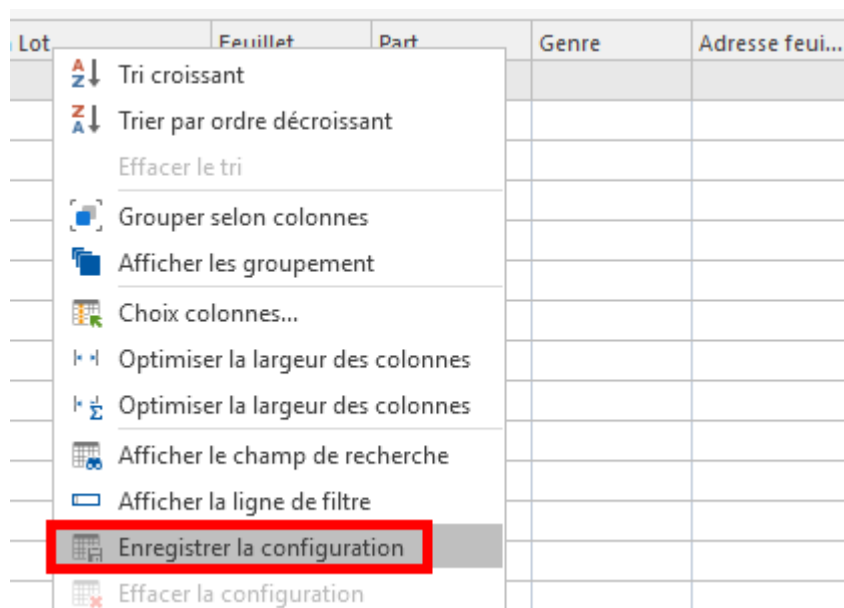 Lot Feuillet Part Genre Adresse feui...
Tri croissant
Trier par ordre décroissant
Effacer le tri
Grouper selon colonnes
Afficher les groupement
Choix colonnes...
Optimiser la largeur des colonnes
Optimiser la largeur des colonnes
Afficher le champ de recherche
Afficher la ligne de filtre
Enregistrer la configuration
Effacer la configuration